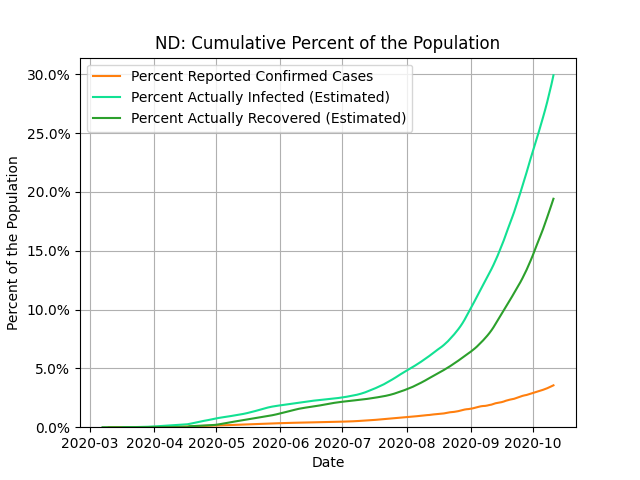 ND: Cumulative Percent of the Population
Percent Reported Confirmed Cases
Percent Actually Infected (Estimated)
Percent Actually Recovered (Estimated)
30.0%
25.0%
20.0%
15.0%
10.0%
5.0%
0.0%
Percent of the Population
2020-03 2020-04 2020-05 2020-06 2020-07 2020-08 2020-09 2020-10
Date